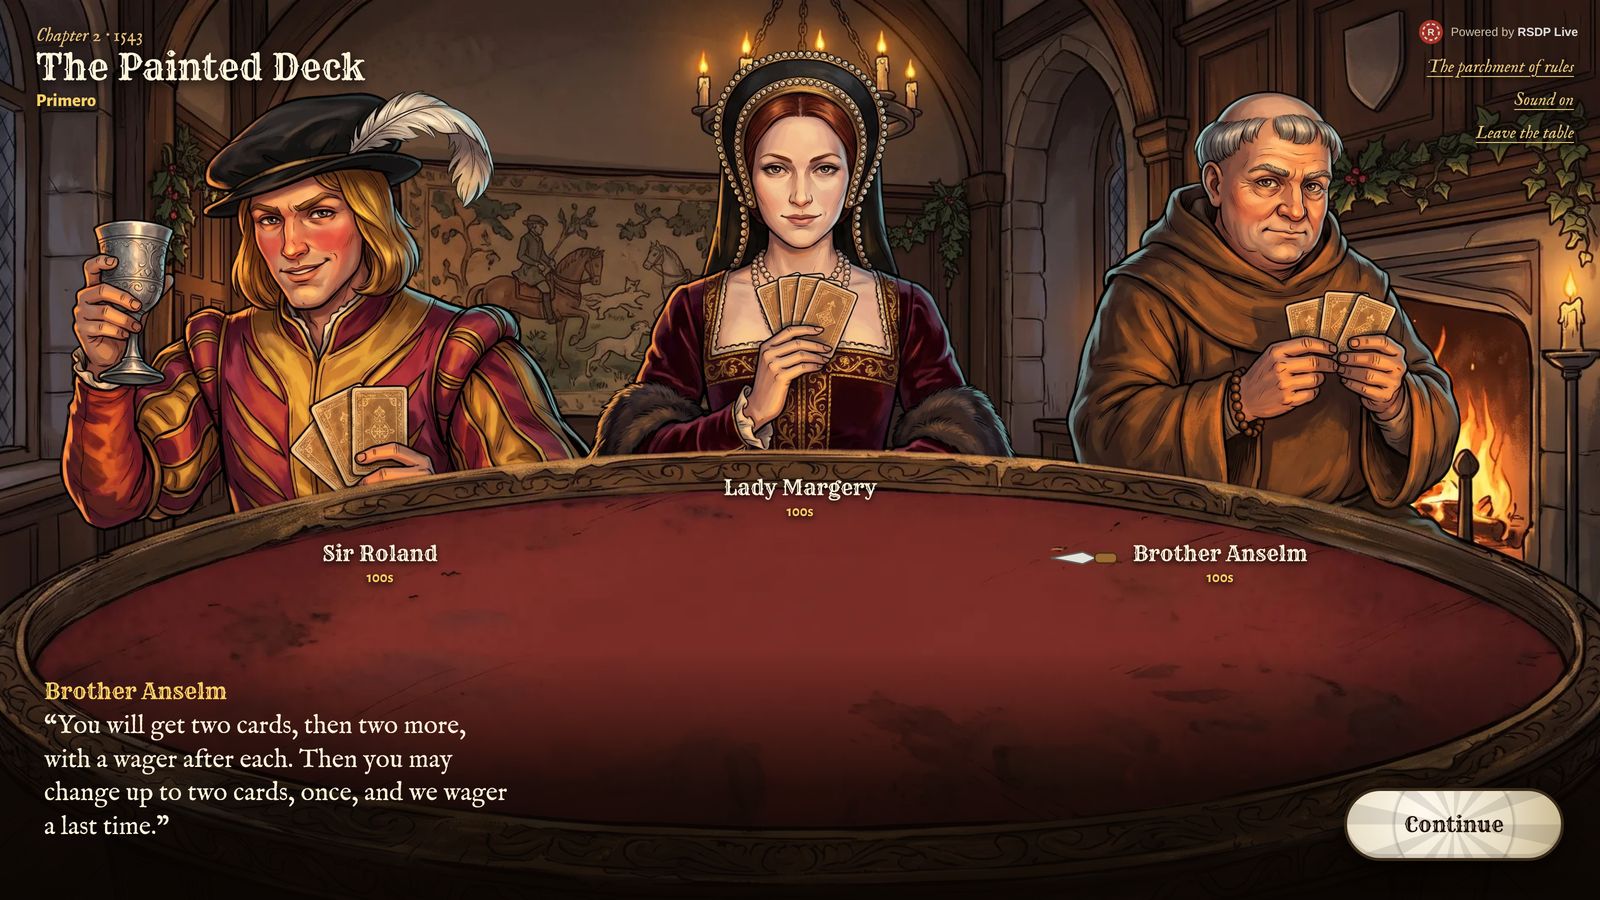 Chapter 2 • 1543
The Painted Deck
Primero
R
Powered by RSDP Live
The parchment of rules
Sound on
Leave the table
Lady Margery
100s
Sir Roland
100s
Brother Anselm
100s
Brother Anselm
“You will get two cards, then two more,
with a wager after each. Then you may
change up to two cards, once, and we wager
a last time.”
Continue